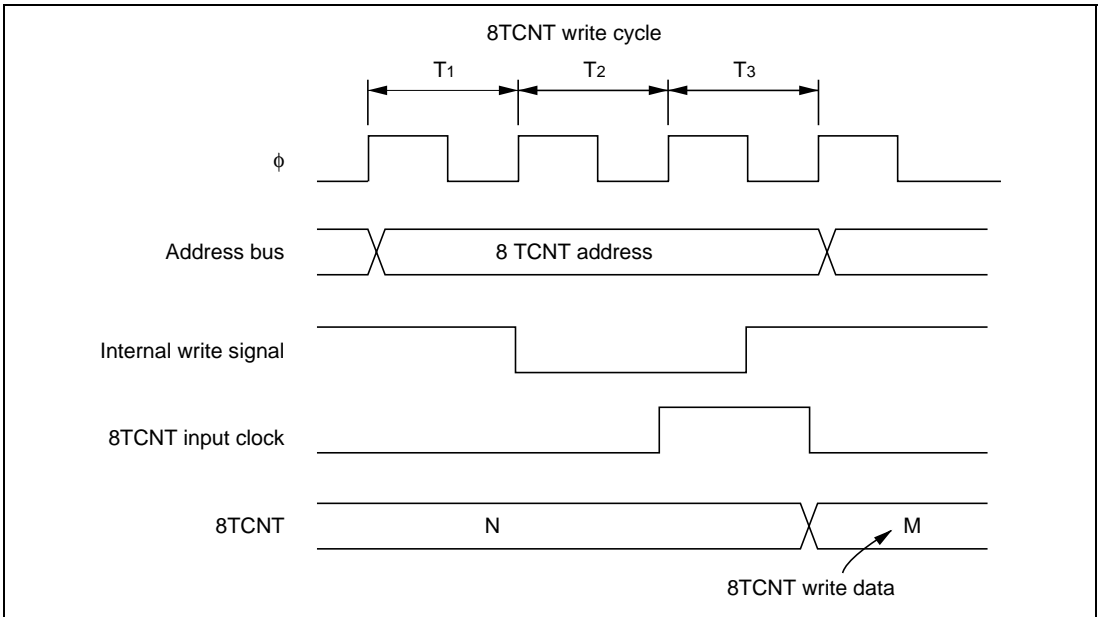 8TCNT write cycle
T1 T2 T3
ϕ
Address bus 8 TCNT address
Internal write signal
8TCNT input clock
8TCNT N M
8TCNT write data